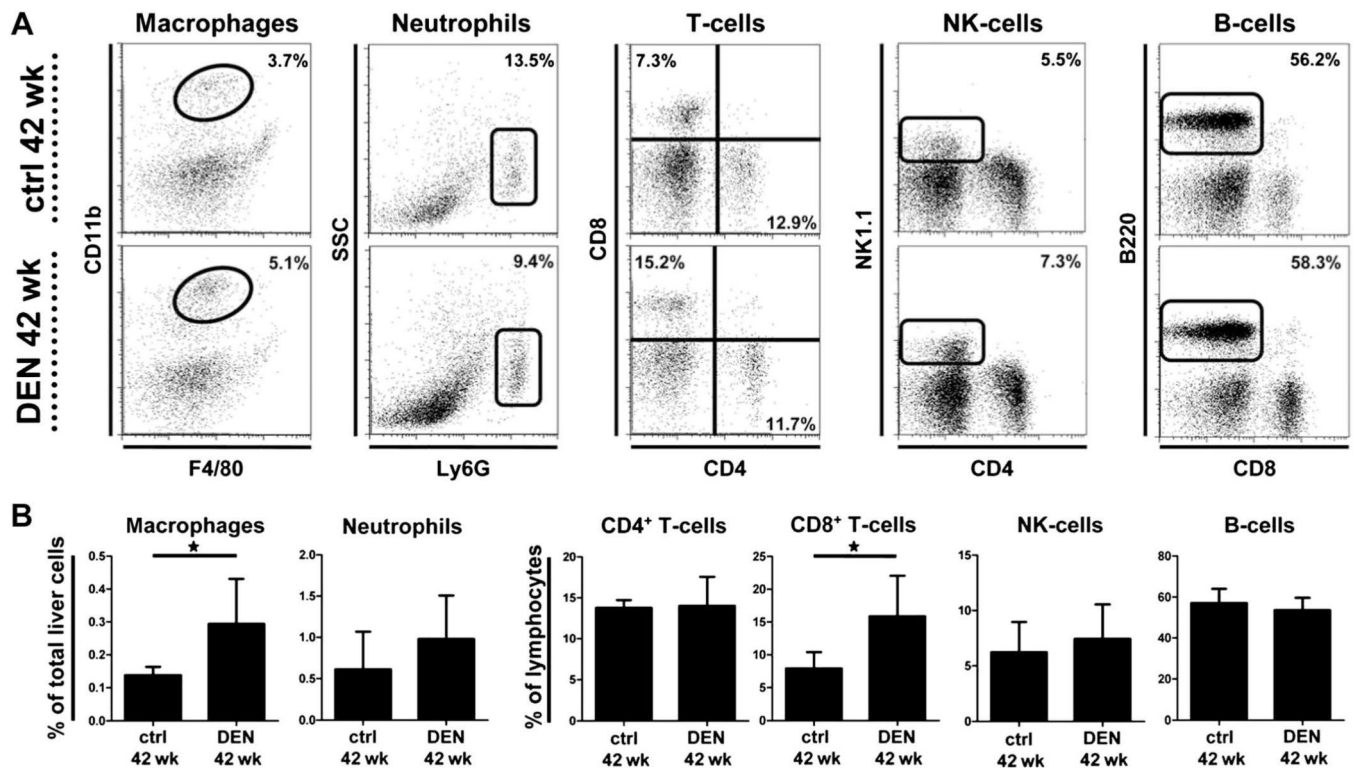 A
Macrophages Neutrophils T-cells NK-cells B-cells
ctrl 42 wk
CD11b
3.7%
SSC
13.5%
CD8
7.3%
12.9%
NK1.1
5.5%
B220
56.2%
DEN 42 wk
5.1%
9.4%
15.2%
11.7%
7.3%
58.3%
F4/80 Ly6G CD4 CD4 CD8
B
% of total liver cells
Macrophages
0.5
0.4
0.3
0.2
0.1
0.0
★
ctrl DEN
42 wk 42 wk
Neutrophils
2.0
1.5
1.0
0.5
0.0
ctrl DEN
42 wk 42 wk
% of lymphocytes
CD4⁺ T-cells
20
15
10
5
0
ctrl DEN
42 wk 42 wk
CD8⁺ T-cells
25
20
15
10
5
0
★
ctrl DEN
42 wk 42 wk
NK-cells
15
10
5
0
ctrl DEN
42 wk 42 wk
B-cells
80
60
40
20
0
ctrl DEN
42 wk 42 wk